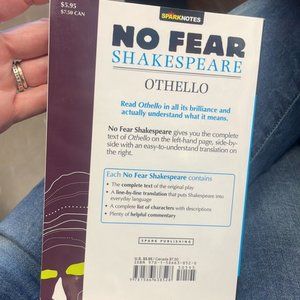 $5.95
$7.50 CAN
SPARKNOTES
NO FEAR
SHAKESPEARE
OTHELLO
Read Othello in all its brilliance and
actually understand what it means.
No Fear Shakespeare gives you the complete
text of Othello on the left-hand page, side-by-
side with an easy-to-understand translation on
the right.
Each No Fear Shakespeare contains
• The complete text of the original play
• A line-by-line translation that puts Shakespeare into
everyday language
• A complete list of characters with descriptions
• Plenty of helpful commentary
SPARK PUBLISHING